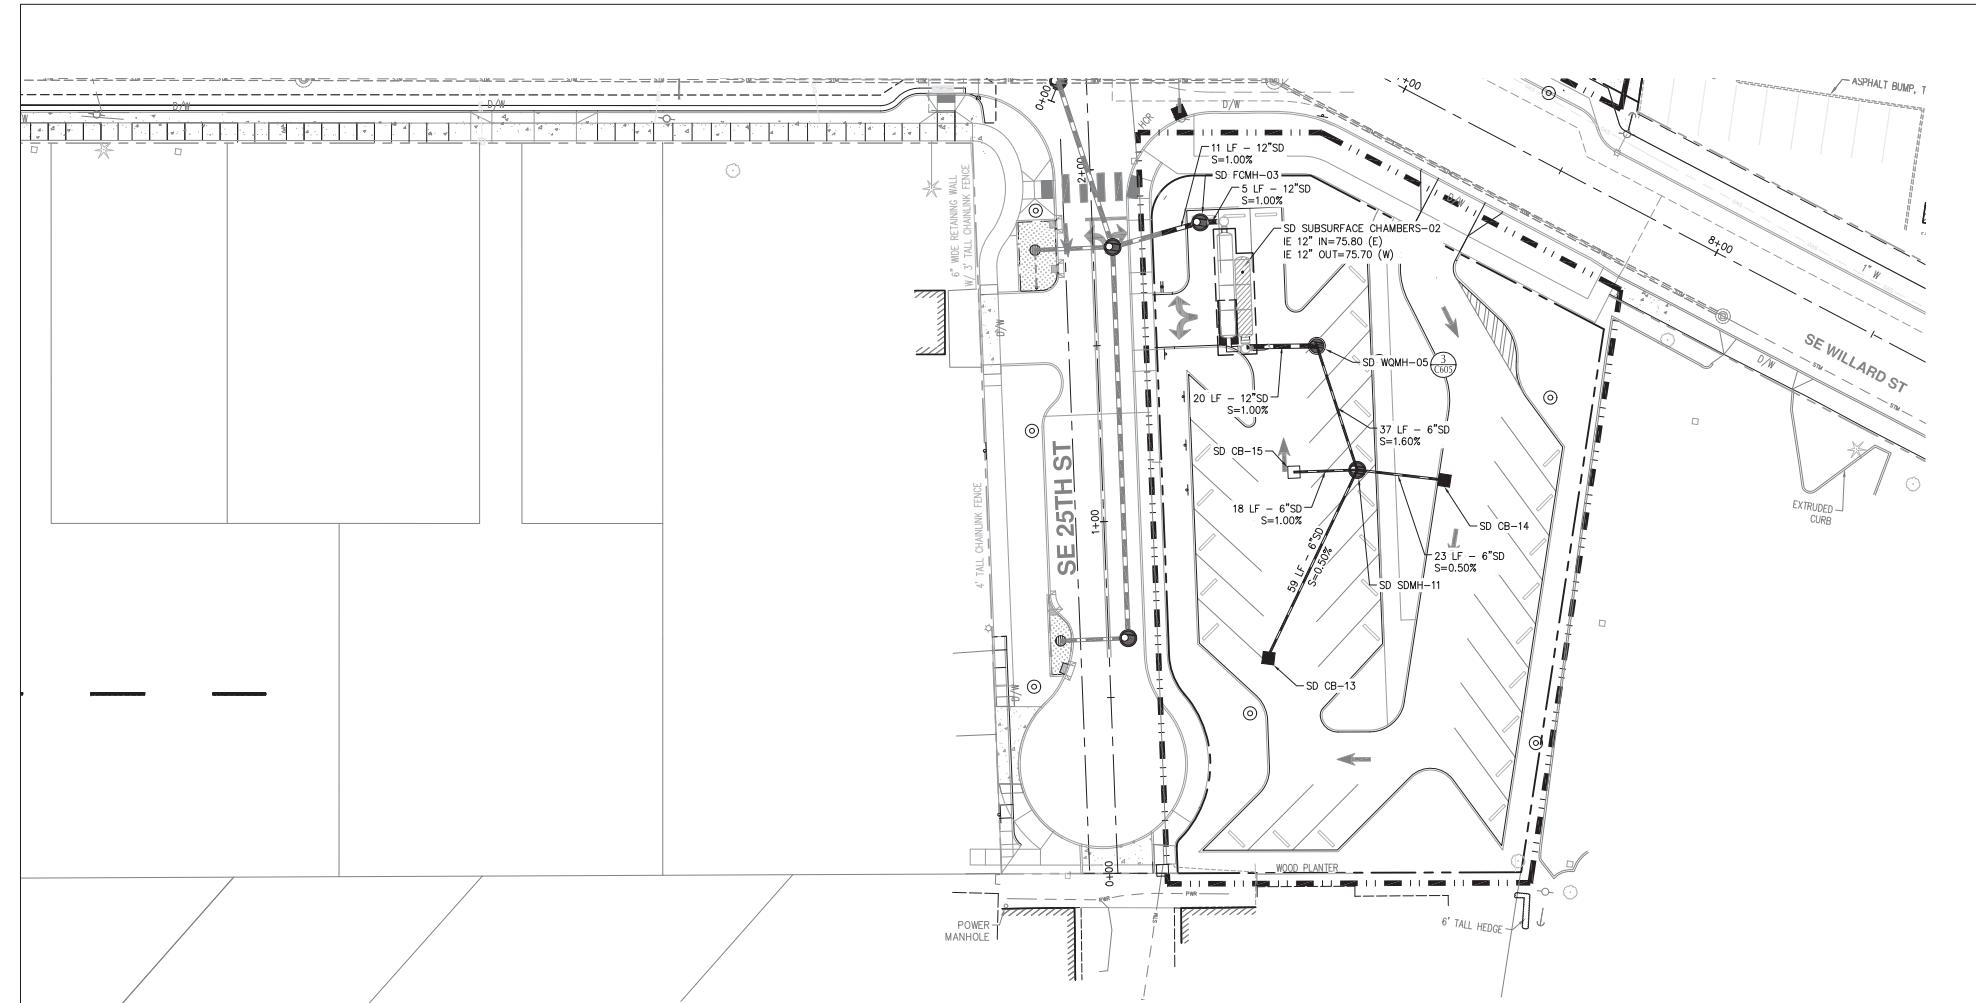 ASPHALT BUMP, T
D/W
D/W
D/W
W
0+00
+00
HCR
2+00
11 LF - 12"SD
S=1.00%
SD FCMH-03
5 LF - 12"SD
S=1.00%
6" WIDE RETAINING WALL
W/ 3' TALL CHAINLINK FENCE
D/W
SD SUBSURFACE CHAMBERS-02
IE 12" IN=75.80 (E)
IE 12" OUT=75.70 (W)
8+00
1" W
D/W
SE WILLARD ST
STM
D/W
STM
SD WQMH-05
3
C605
20 LF - 12"SD
S=1.00%
37 LF - 6"SD
S=1.60%
SD CB-15
18 LF - 6"SD
S=1.00%
SE 25TH ST
1+00
4' TALL CHAINLINK FENCE
EXTRUDED
CURB
SD CB-14
23 LF - 6"SD
S=0.50%
59 LF - 6"SD
S=0.50%
SD SDMH-11
SD CB-13
D/W
0+00
WOOD PLANTER
PWR
PWR
STM
POWER
MANHOLE
6' TALL HEDGE